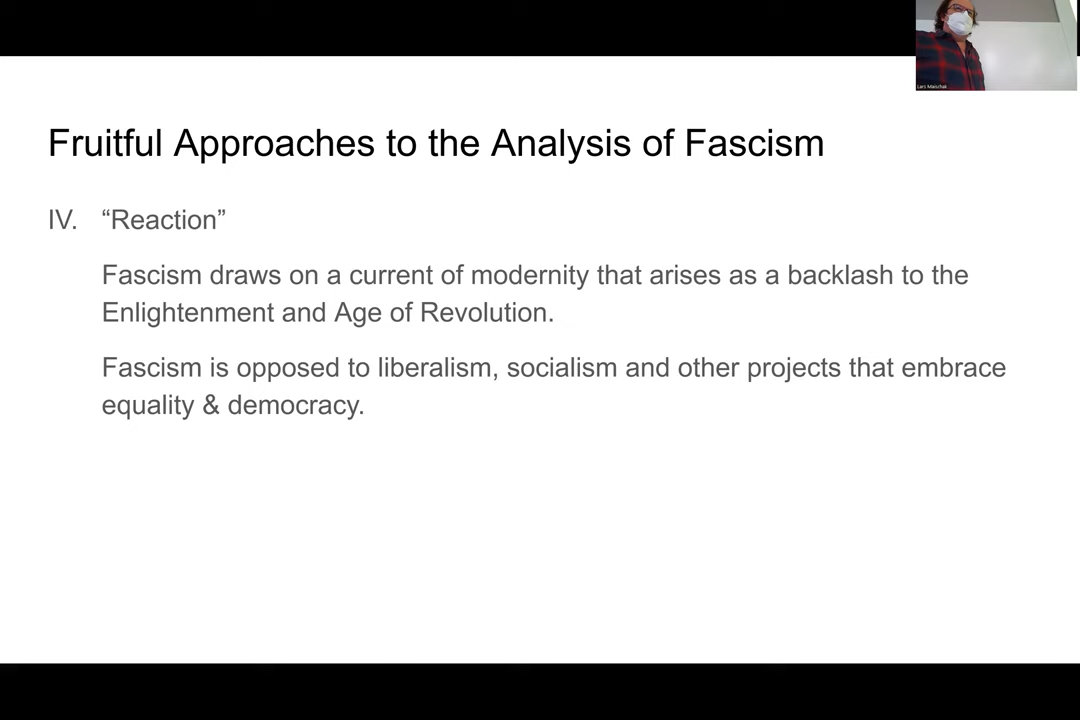 Lars Maischak
Fruitful Approaches to the Analysis of Fascism
IV. “Reaction”
Fascism draws on a current of modernity that arises as a backlash to the
Enlightenment and Age of Revolution.
Fascism is opposed to liberalism, socialism and other projects that embrace
equality & democracy.